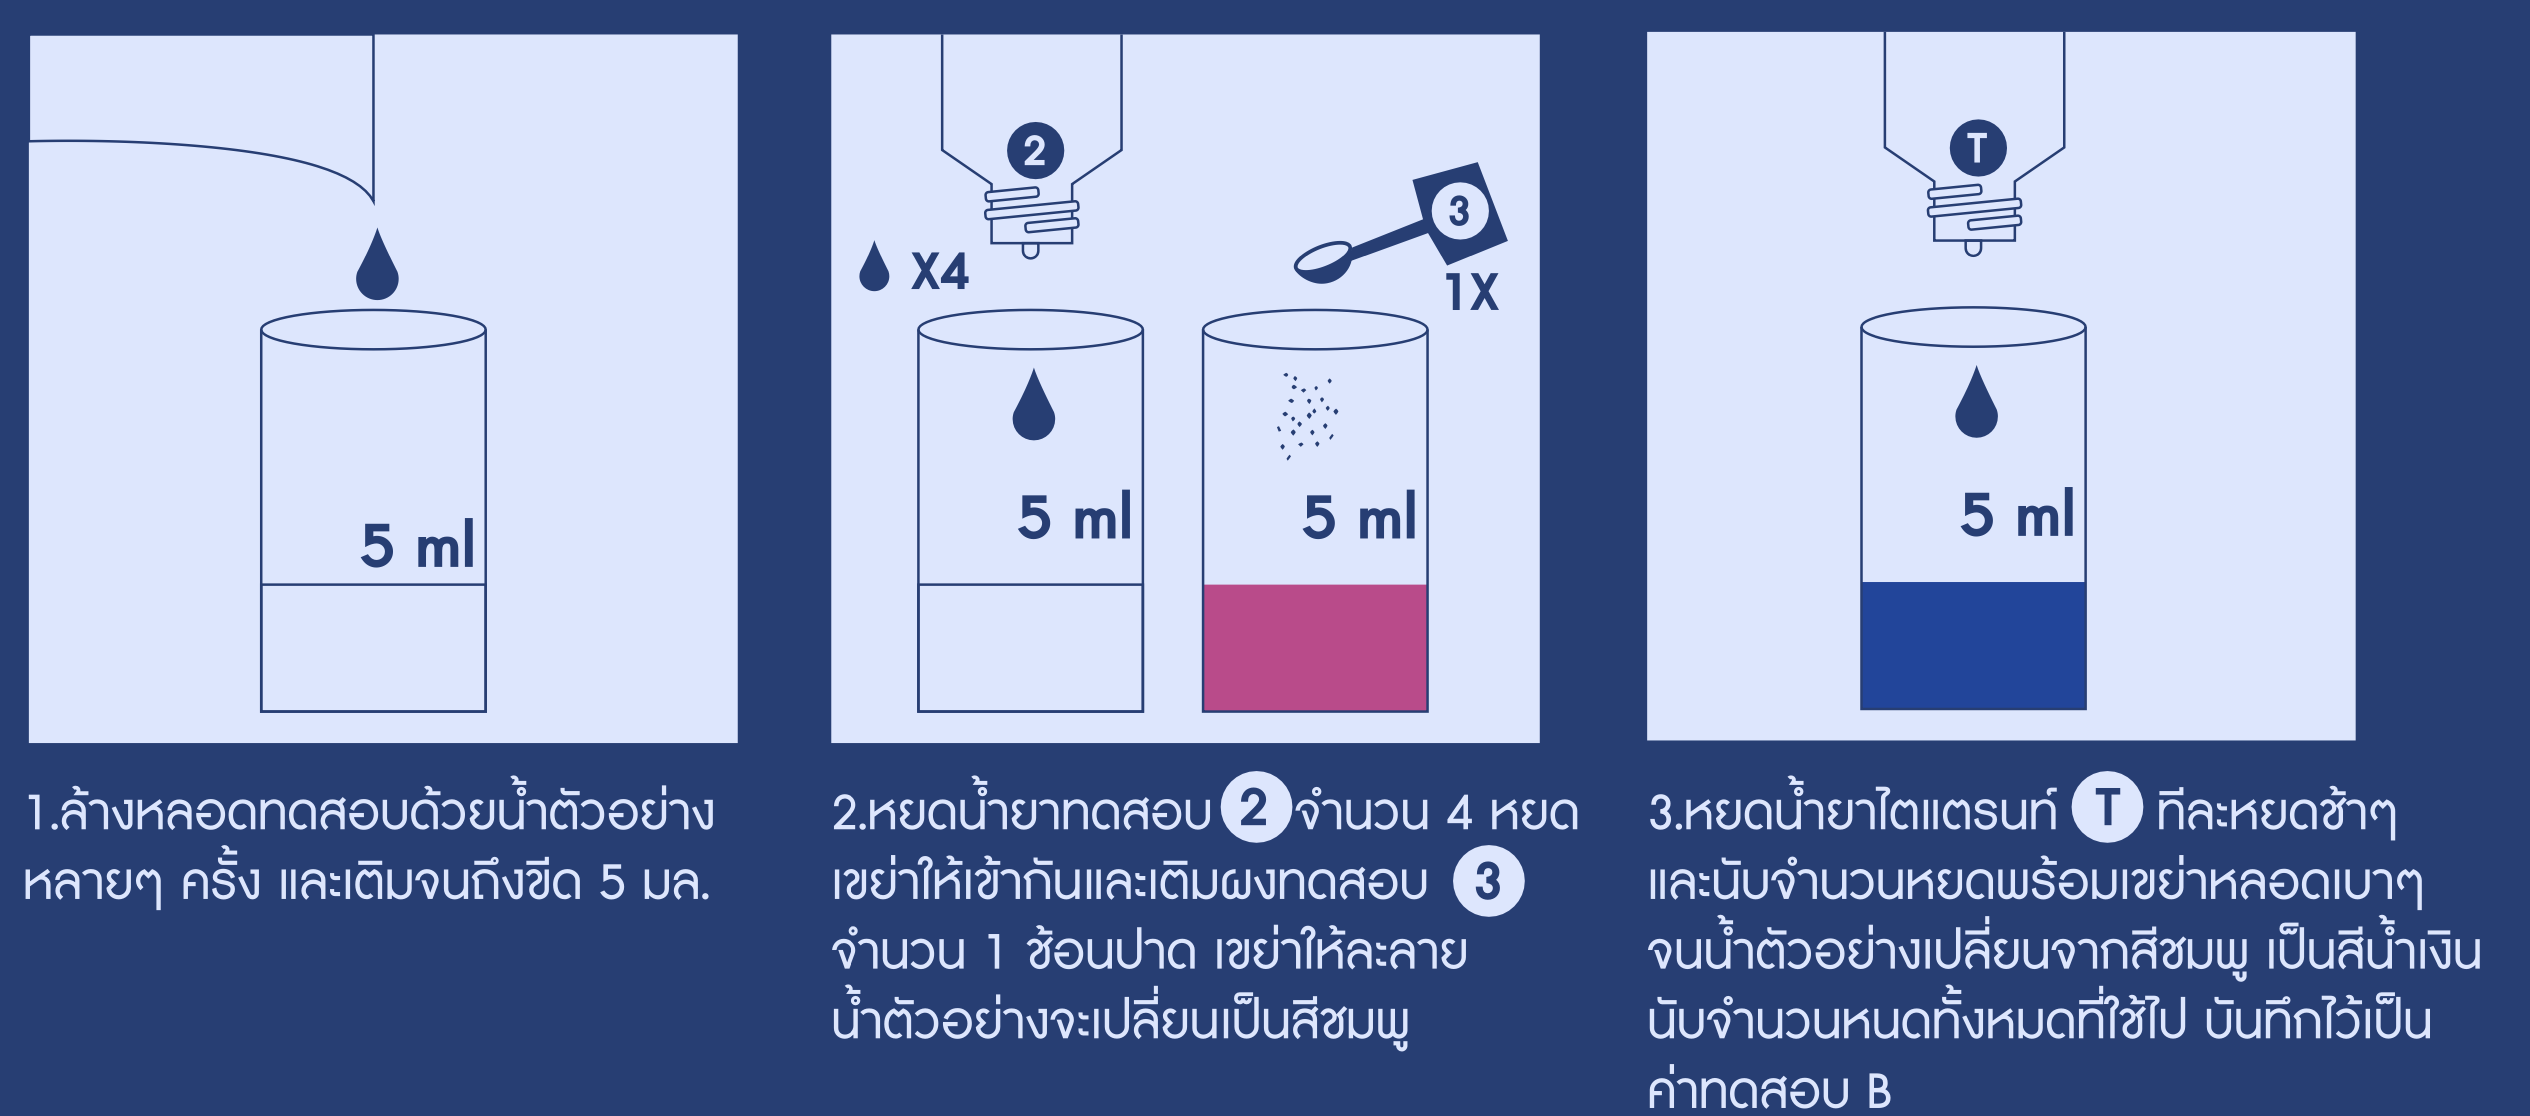 5 ml
2
X4
3
1X
5 ml
5 ml
T
5 ml
1.ล้างหลอดทดสอบด้วยน้ำตัวอย่าง
หลายๆ ครั้ง และเติมจนถึงขีด 5 มล.
2.หยดน้ำยาทดสอบ 2 จำนวน 4 หยด
เขย่าให้เข้ากันและเติมผงทดสอบ 3
จำนวน 1 ช้อนปาด เขย่าให้ละลาย
น้ำตัวอย่างจะเปลี่ยนเป็นสีชมพู
3.หยดน้ำยาไตแตรนท์ T ทีละหยดช้าๆ
และนับจำนวนหยดพร้อมเขย่าหลอดเบาๆ
จนน้ำตัวอย่างเปลี่ยนจากสีชมพู เป็นสีน้ำเงิน
นับจำนวนหนดทั้งหมดที่ใช้ไป บันทึกไว้เป็น
ค่าทดสอบ B